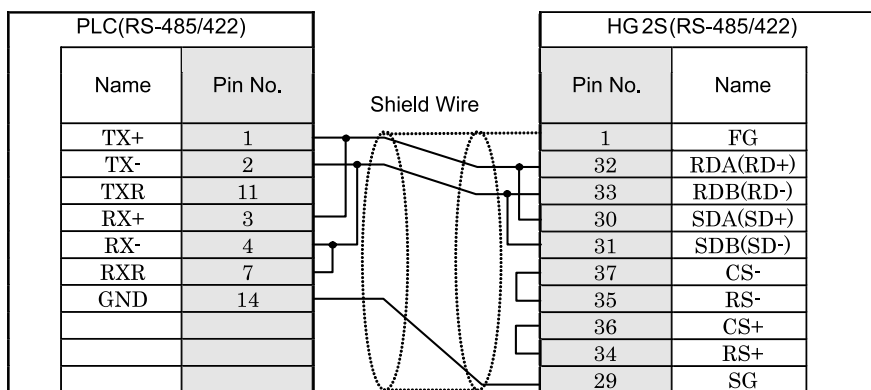 PLC(RS-485/422) HG2S(RS-485/422)
Name Pin No. Pin No. Name
Shield Wire
TX+ 1 1 FG
TX- 2 32 RDA(RD+)
TXR 11 33 RDB(RD-)
RX+ 3 30 SDA(SD+)
RX- 4 31 SDB(SD-)
RXR 7 37 CS-
GND 14 35 RS-
36 CS+
34 RS+
29 SG